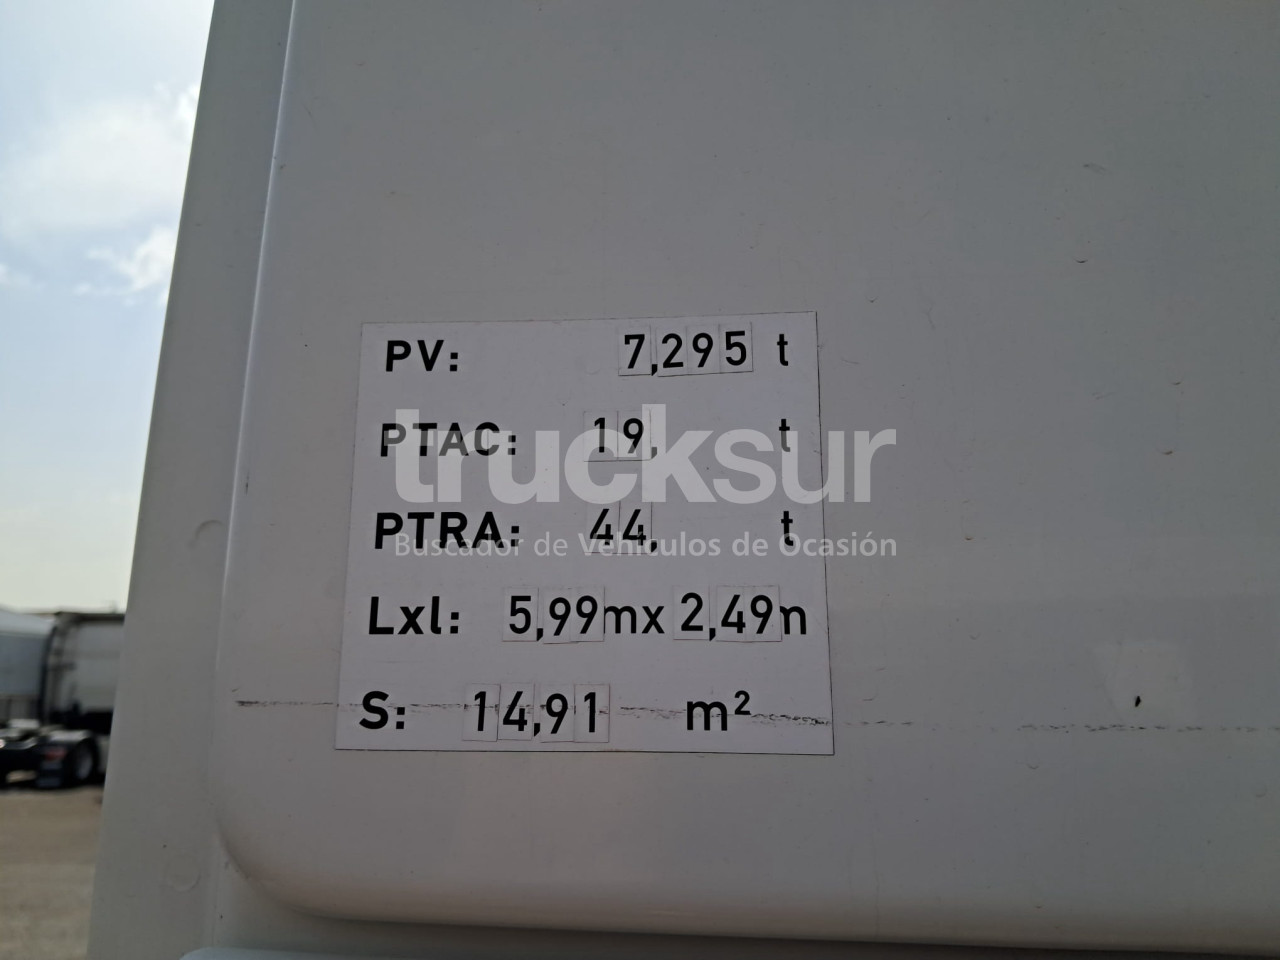 PV: 7,295 t
PTAC: 19, t
trucksur
PTRA: 44, t
Buscador de Vehículos de Ocasión
Lxl: 5,99mx 2,49n
S: 14,91 m²